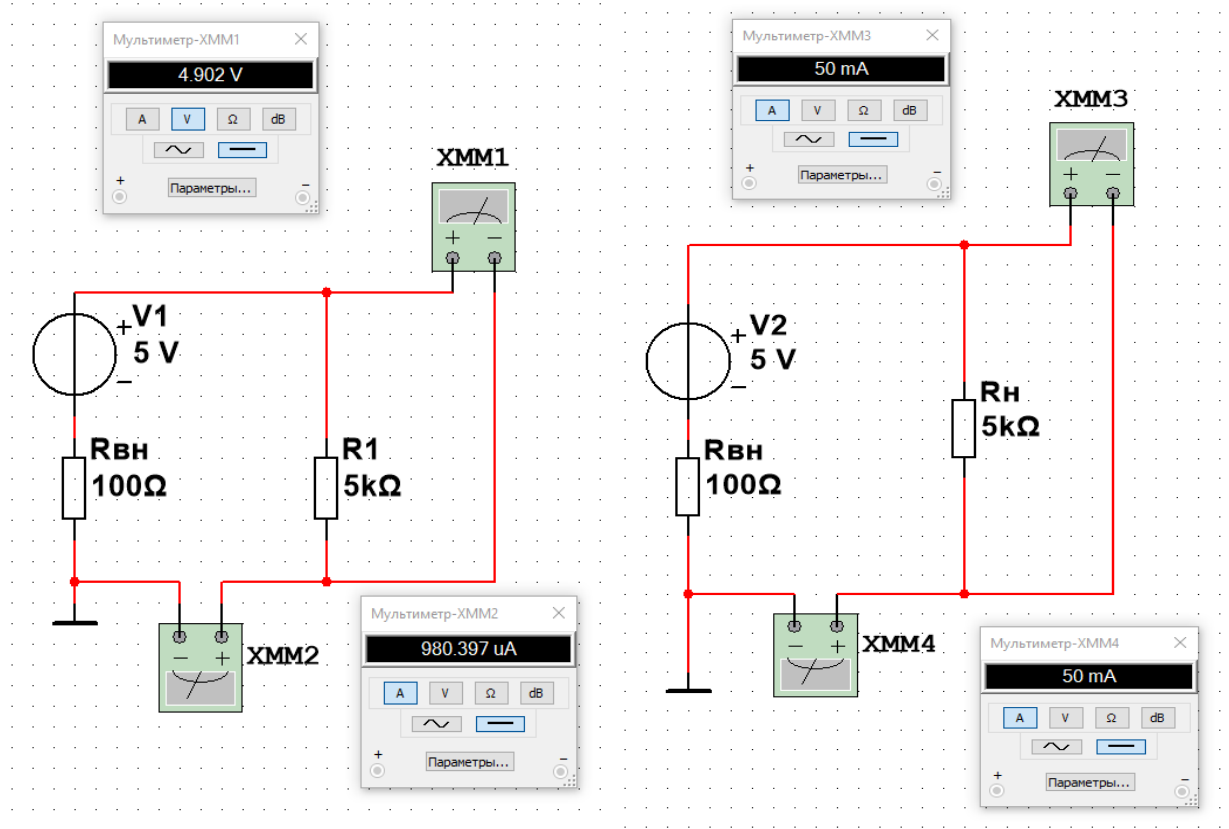 Мультиметр-XMM1
4.902 V
A V Ω dB
+ −
Параметры...
XMM1
+ −
V1
5 V
+
−
Rвн
100Ω
R1
5kΩ
− +
XMM2
Мультиметр-XMM2
980.397 uA
A V Ω dB
+ −
Параметры...
Мультиметр-XMM3
50 mA
A V Ω dB
+ −
Параметры...
XMM3
+ −
V2
5 V
+
−
Rн
5kΩ
Rвн
100Ω
− +
XMM4
Мультиметр-XMM4
50 mA
A V Ω dB
+ −
Параметры...